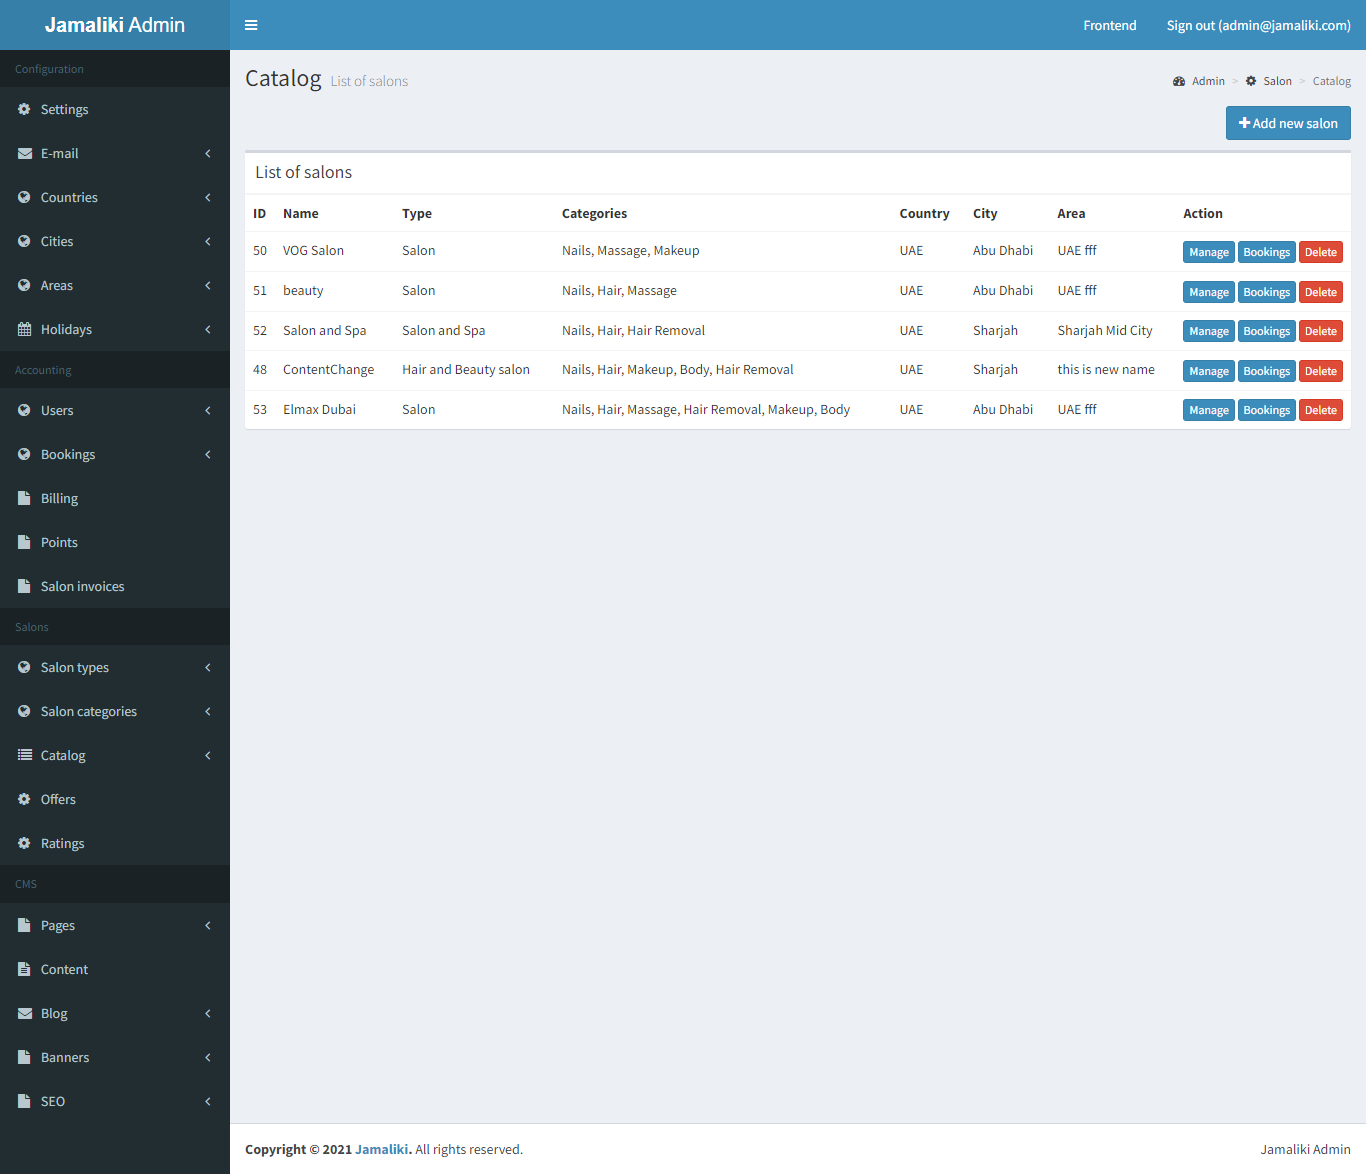 Jamaliki Admin
Frontend
Sign out (admin@jamaliki.com)
Configuration
Settings
E-mail
Countries
Cities
Areas
Holidays
Accounting
Users
Bookings
Billing
Points
Salon invoices
Salons
Salon types
Salon categories
Catalog
Offers
Ratings
CMS
Pages
Content
Blog
Banners
SEO
Catalog List of salons
Admin > Salon > Catalog
Add new salon
List of salons
ID Name Type Categories Country City Area Action
50 VOG Salon Salon Nails, Massage, Makeup UAE Abu Dhabi UAE fff Manage Bookings Delete
51 beauty Salon Nails, Hair, Massage UAE Abu Dhabi UAE fff Manage Bookings Delete
52 Salon and Spa Salon and Spa Nails, Hair, Hair Removal UAE Sharjah Sharjah Mid City Manage Bookings Delete
48 ContentChange Hair and Beauty salon Nails, Hair, Makeup, Body, Hair Removal UAE Sharjah this is new name Manage Bookings Delete
53 Elmax Dubai Salon Nails, Hair, Massage, Hair Removal, Makeup, Body UAE Abu Dhabi UAE fff Manage Bookings Delete
Copyright © 2021 Jamaliki. All rights reserved.
Jamaliki Admin